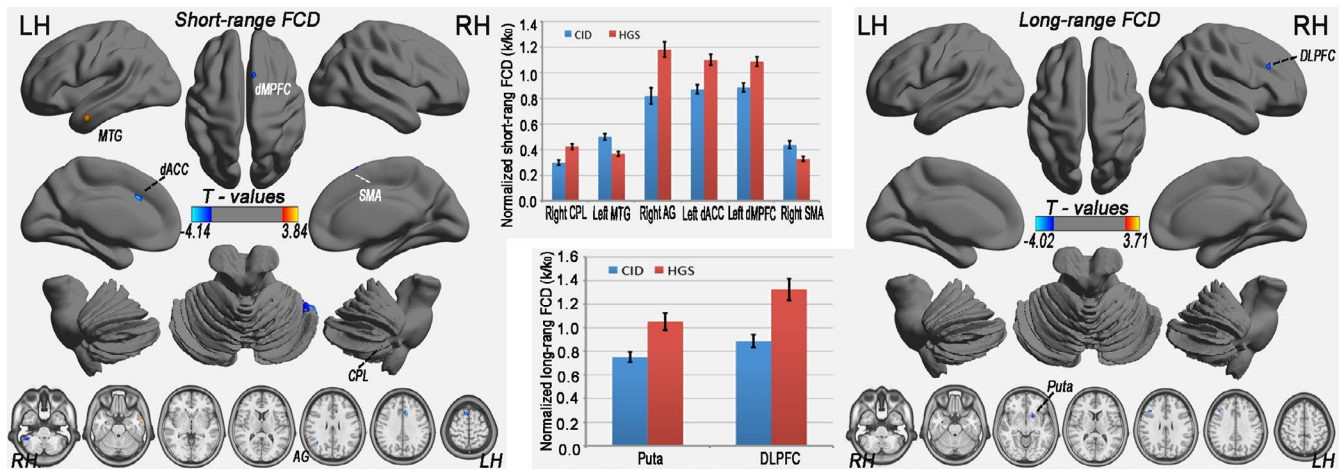 LH
Short-range FCD
RH
dMPFC
MTG
dACC
SMA
T - values
-4.14
3.84
CPL
AG
RH
LH
Normalized short-rang FCD (k/k0)
1.4
1.2
1.0
0.8
0.6
0.4
0.2
0.0
CID
HGS
Right CPL
Left MTG
Right AG
Left dACC
Left dMPFC
Right SMA
Normalized long-rang FCD (k/k0)
1.6
1.4
1.2
1.0
0.8
0.6
0.4
0.2
0.0
CID
HGS
Puta
DLPFC
LH
Long-range FCD
RH
DLPFC
T - values
-4.02
3.71
Puta
RH
LH